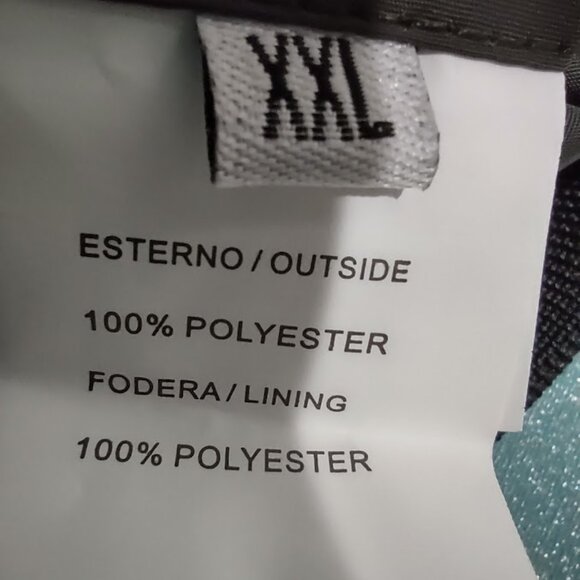 XXL
ESTERNO / OUTSIDE
100% POLYESTER
FODERA / LINING
100% POLYESTER